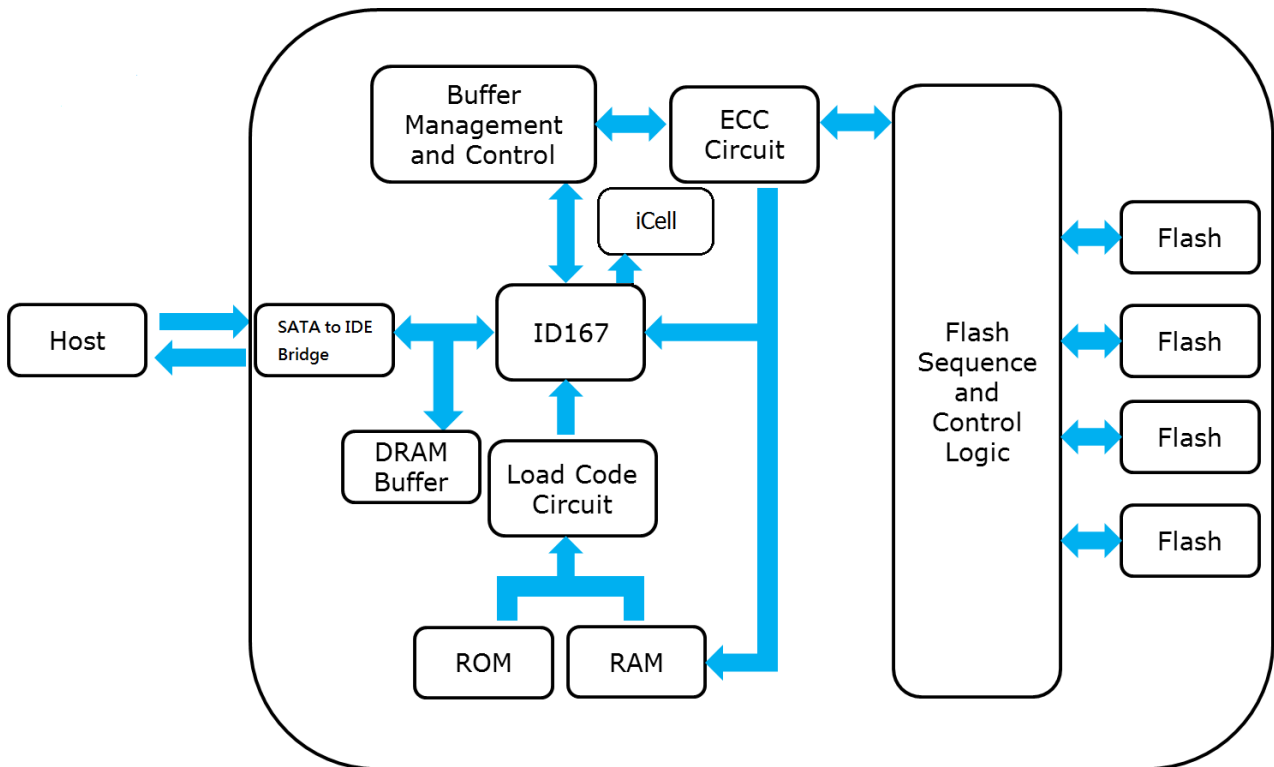 Buffer
Management
and Control
ECC
Circuit
iCell
Host
SATA to IDE
Bridge
ID167
DRAM
Buffer
Load Code
Circuit
ROM
RAM
Flash
Sequence
and
Control
Logic
Flash
Flash
Flash
Flash